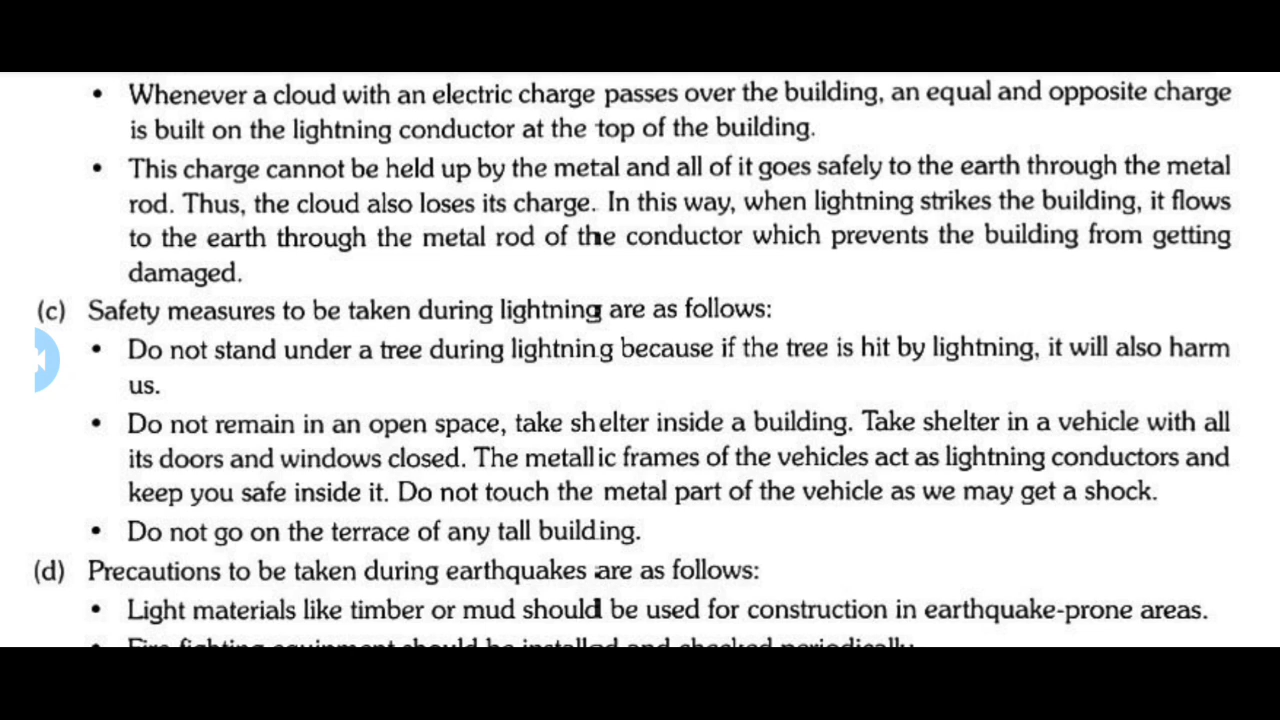 • Whenever a cloud with an electric charge passes over the building, an equal and opposite charge
is built on the lightning conductor at the top of the building.
• This charge cannot be held up by the metal and all of it goes safely to the earth through the metal
rod. Thus, the cloud also loses its charge. In this way, when lightning strikes the building, it flows
to the earth through the metal rod of the conductor which prevents the building from getting
damaged.
(c) Safety measures to be taken during lightning are as follows:
• Do not stand under a tree during lightning because if the tree is hit by lightning, it will also harm
us.
• Do not remain in an open space, take shelter inside a building. Take shelter in a vehicle with all
its doors and windows closed. The metallic frames of the vehicles act as lightning conductors and
keep you safe inside it. Do not touch the metal part of the vehicle as we may get a shock.
• Do not go on the terrace of any tall building.
(d) Precautions to be taken during earthquakes are as follows:
• Light materials like timber or mud should be used for construction in earthquake-prone areas.
• Fire fighting equipment should be installed and checked periodically.